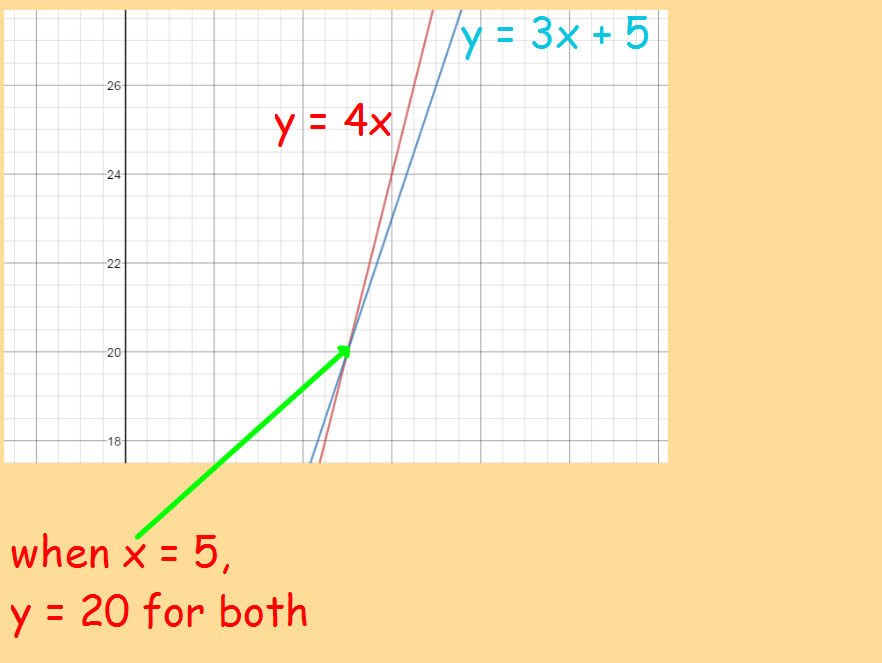 y = 3x + 5
26
y = 4x
24
22
20
18
when x = 5,
y = 20 for both